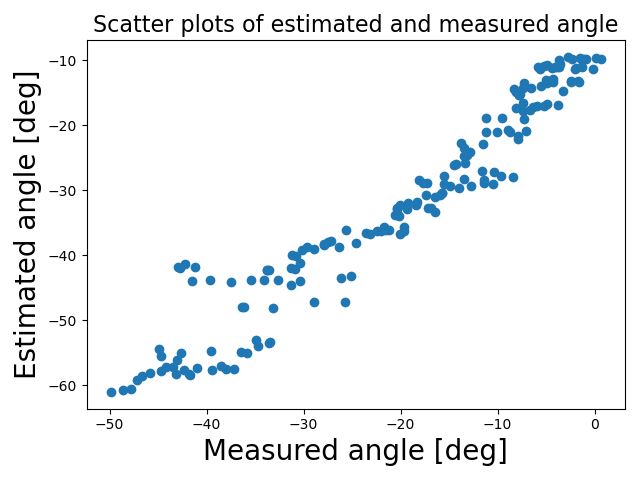 Scatter plots of estimated and measured angle
Estimated angle [deg]
−10
−20
−30
−40
−50
−60
−50 −40 −30 −20 −10 0
Measured angle [deg]